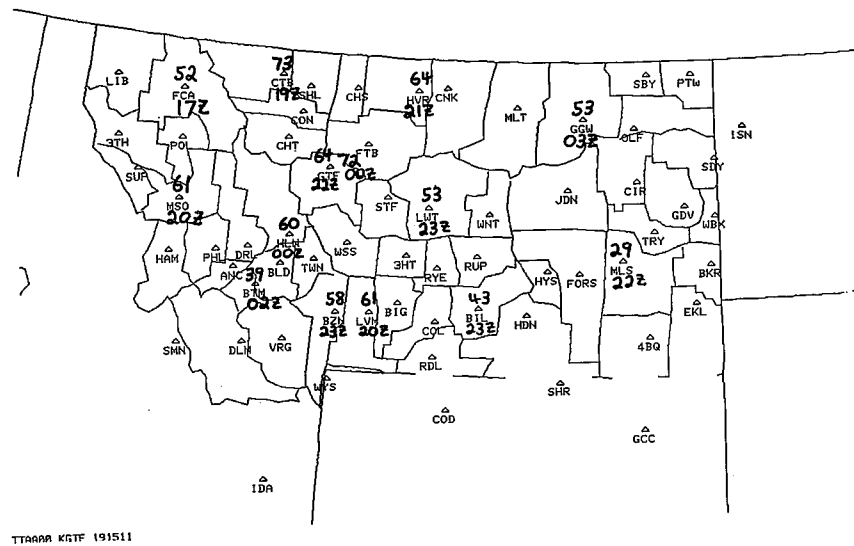 73
52
64
LIB
FCA
17Z
CTB
19Z
SHL
CHS
HVR
21Z
CNK
SBY
PTW
MLT
53
GGW
03Z
CON
OLF
ISN
3TH
POL
CHT
FTB
64
GTF
22Z
72
00Z
SDY
SUF
61
MSO
20Z
STF
53
LWT
23Z
WNT
JDN
CIR
GDV
WBK
60
HLN
00Z
TRY
HAM
PHL
DRL
ANC
BLD
TWN
WSS
3HT
RYE
RUP
29
MLS
22Z
BKR
39
BTM
02Z
HYS
FORS
58
BZN
23Z
61
LVM
20Z
BIG
COL
43
BIL
23Z
HDN
EKL
SMN
DLN
VRG
4BQ
RDL
WYS
SHR
COD
GCC
IDA
TTAA00 KGTF 191511